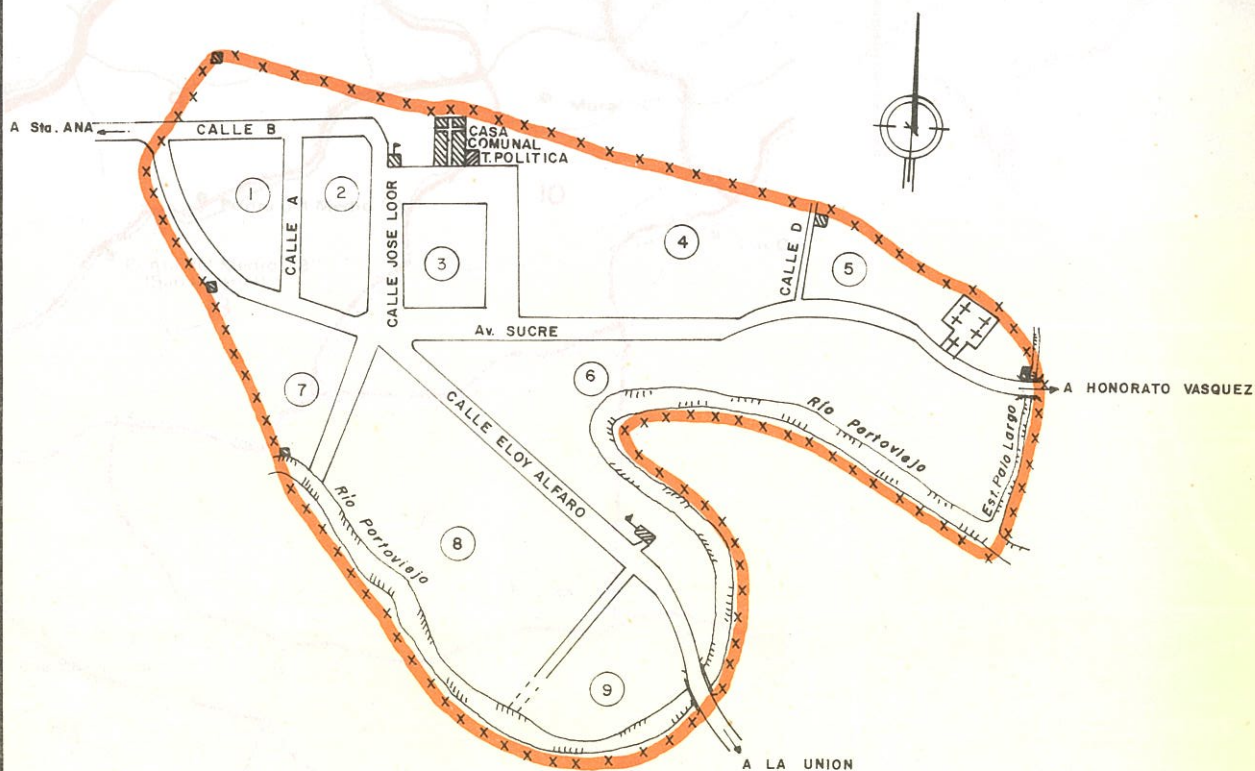 A Sta. ANA
CALLE B
CASA
COMUNAL
T. POLITICA
1
2
CALLE A
CALLE JOSE LOOR
3
4
CALLE D
5
Av. SUCRE
6
A HONORATO VASQUEZ
7
CALLE ELOY ALFARO
Río Portoviejo
Est. Palo Largo
Río Portoviejo
8
9
A LA UNION